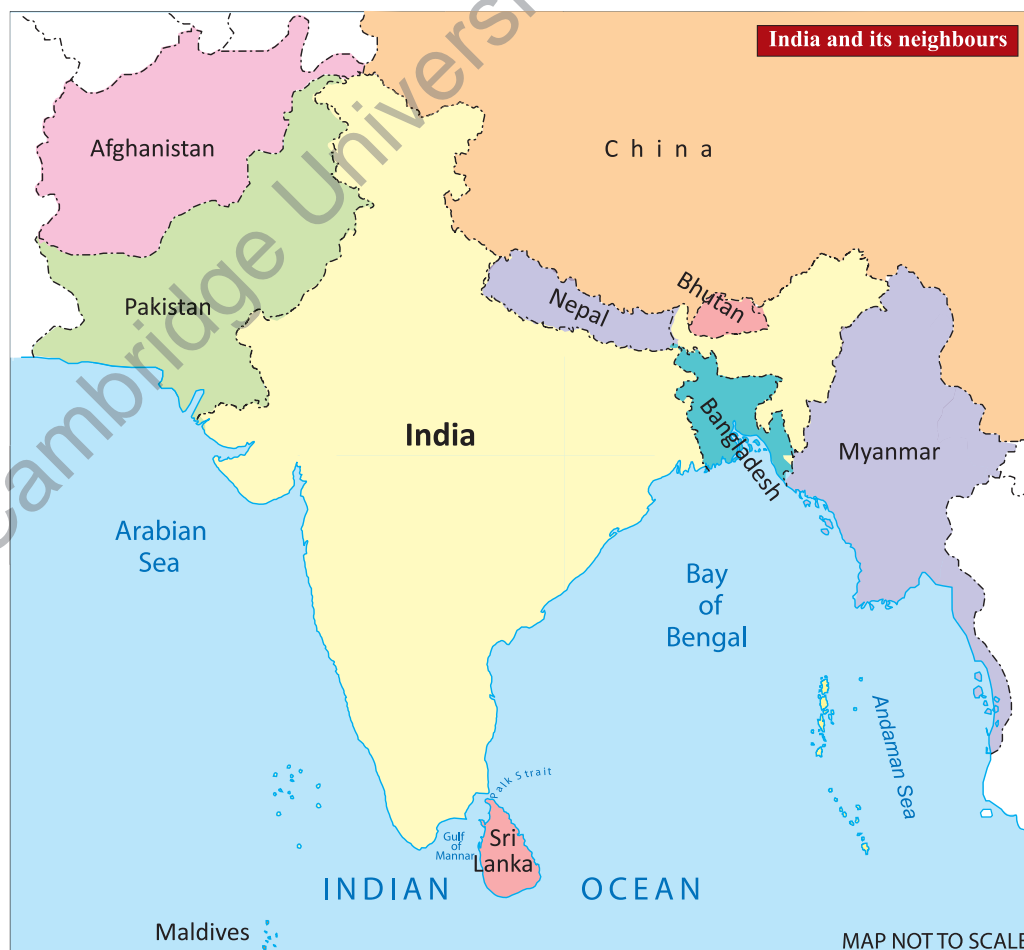 India and its neighbours
Afghanistan
China
Pakistan
Nepal
Bhutan
India
Bangladesh
Myanmar
Arabian
Sea
Bay
of
Bengal
Andaman Sea
Palk Strait
Gulf
of
Mannar
Sri
Lanka
INDIAN OCEAN
Maldives
MAP NOT TO SCALE
Cambridge Universi